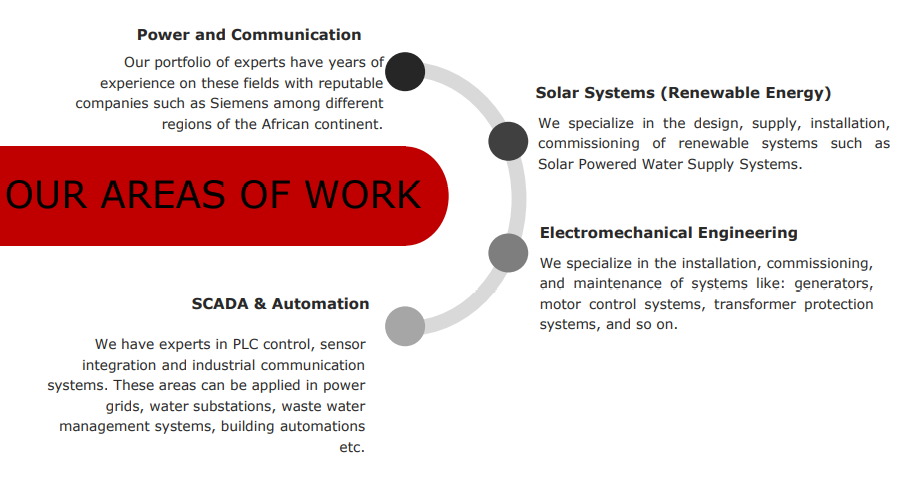 Power and Communication
Our portfolio of experts have years of
experience on these fields with reputable
companies such as Siemens among different
regions of the African continent.
Solar Systems (Renewable Energy)
We specialize in the design, supply, installation,
commissioning of renewable systems such as
Solar Powered Water Supply Systems.
OUR AREAS OF WORK
Electromechanical Engineering
We specialize in the installation, commissioning,
and maintenance of systems like: generators,
motor control systems, transformer protection
systems, and so on.
SCADA & Automation
We have experts in PLC control, sensor
integration and industrial communication
systems. These areas can be applied in power
grids, water substations, waste water
management systems, building automations
etc.